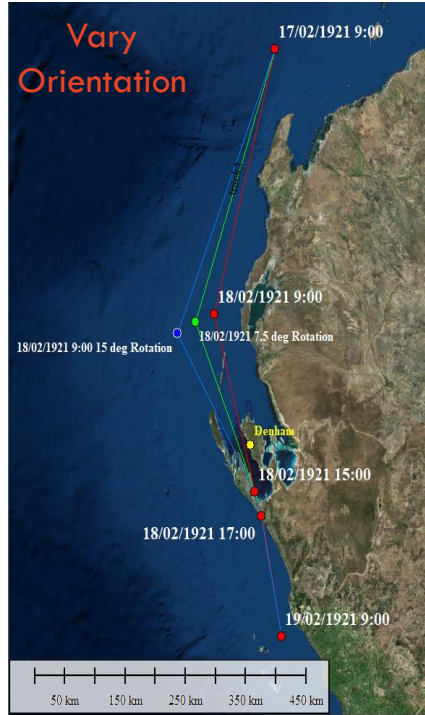 Vary
Orientation
17/02/1921 9:00
18/02/1921 9:00
18/02/1921 7.5 deg Rotation
18/02/1921 9:00 15 deg Rotation
Denham
18/02/1921 15:00
18/02/1921 17:00
19/02/1921 9:00
50 km 150 km 250 km 350 km 450 km